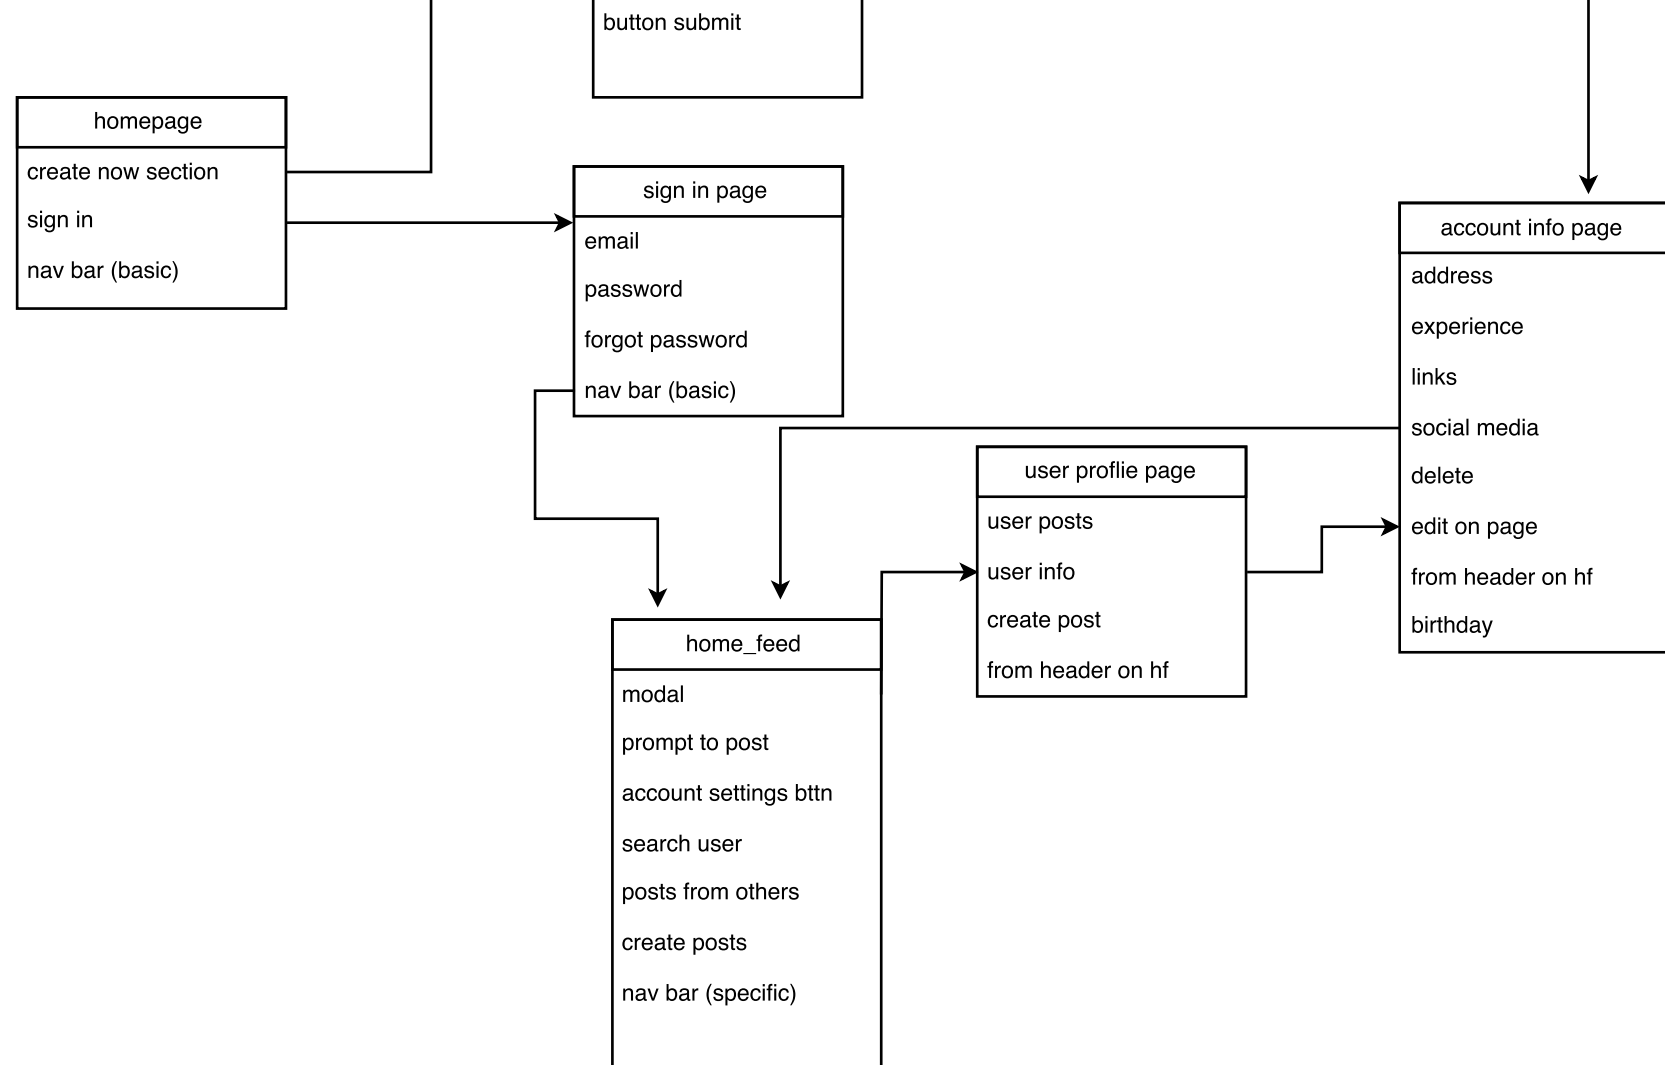 button submit
homepage
create now section
sign in
nav bar (basic)
sign in page
email
password
forgot password
nav bar (basic)
account info page
address
experience
links
social media
delete
edit on page
from header on hf
birthday
user proflie page
user posts
user info
create post
from header on hf
home_feed
modal
prompt to post
account settings bttn
search user
posts from others
create posts
nav bar (specific)